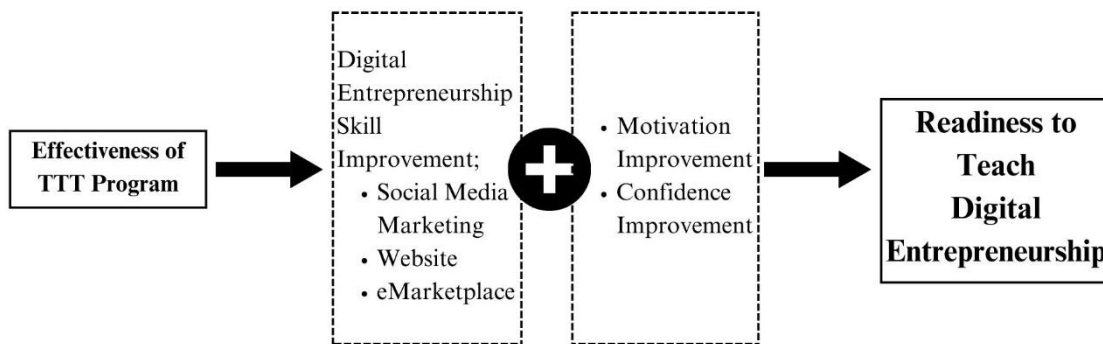 Effectiveness of
TTT Program
Digital
Entrepreneurship
Skill
Improvement;
• Social Media
Marketing
• Website
• eMarketplace
• Motivation
Improvement
• Confidence
Improvement
Readiness to
Teach
Digital
Entrepreneurship